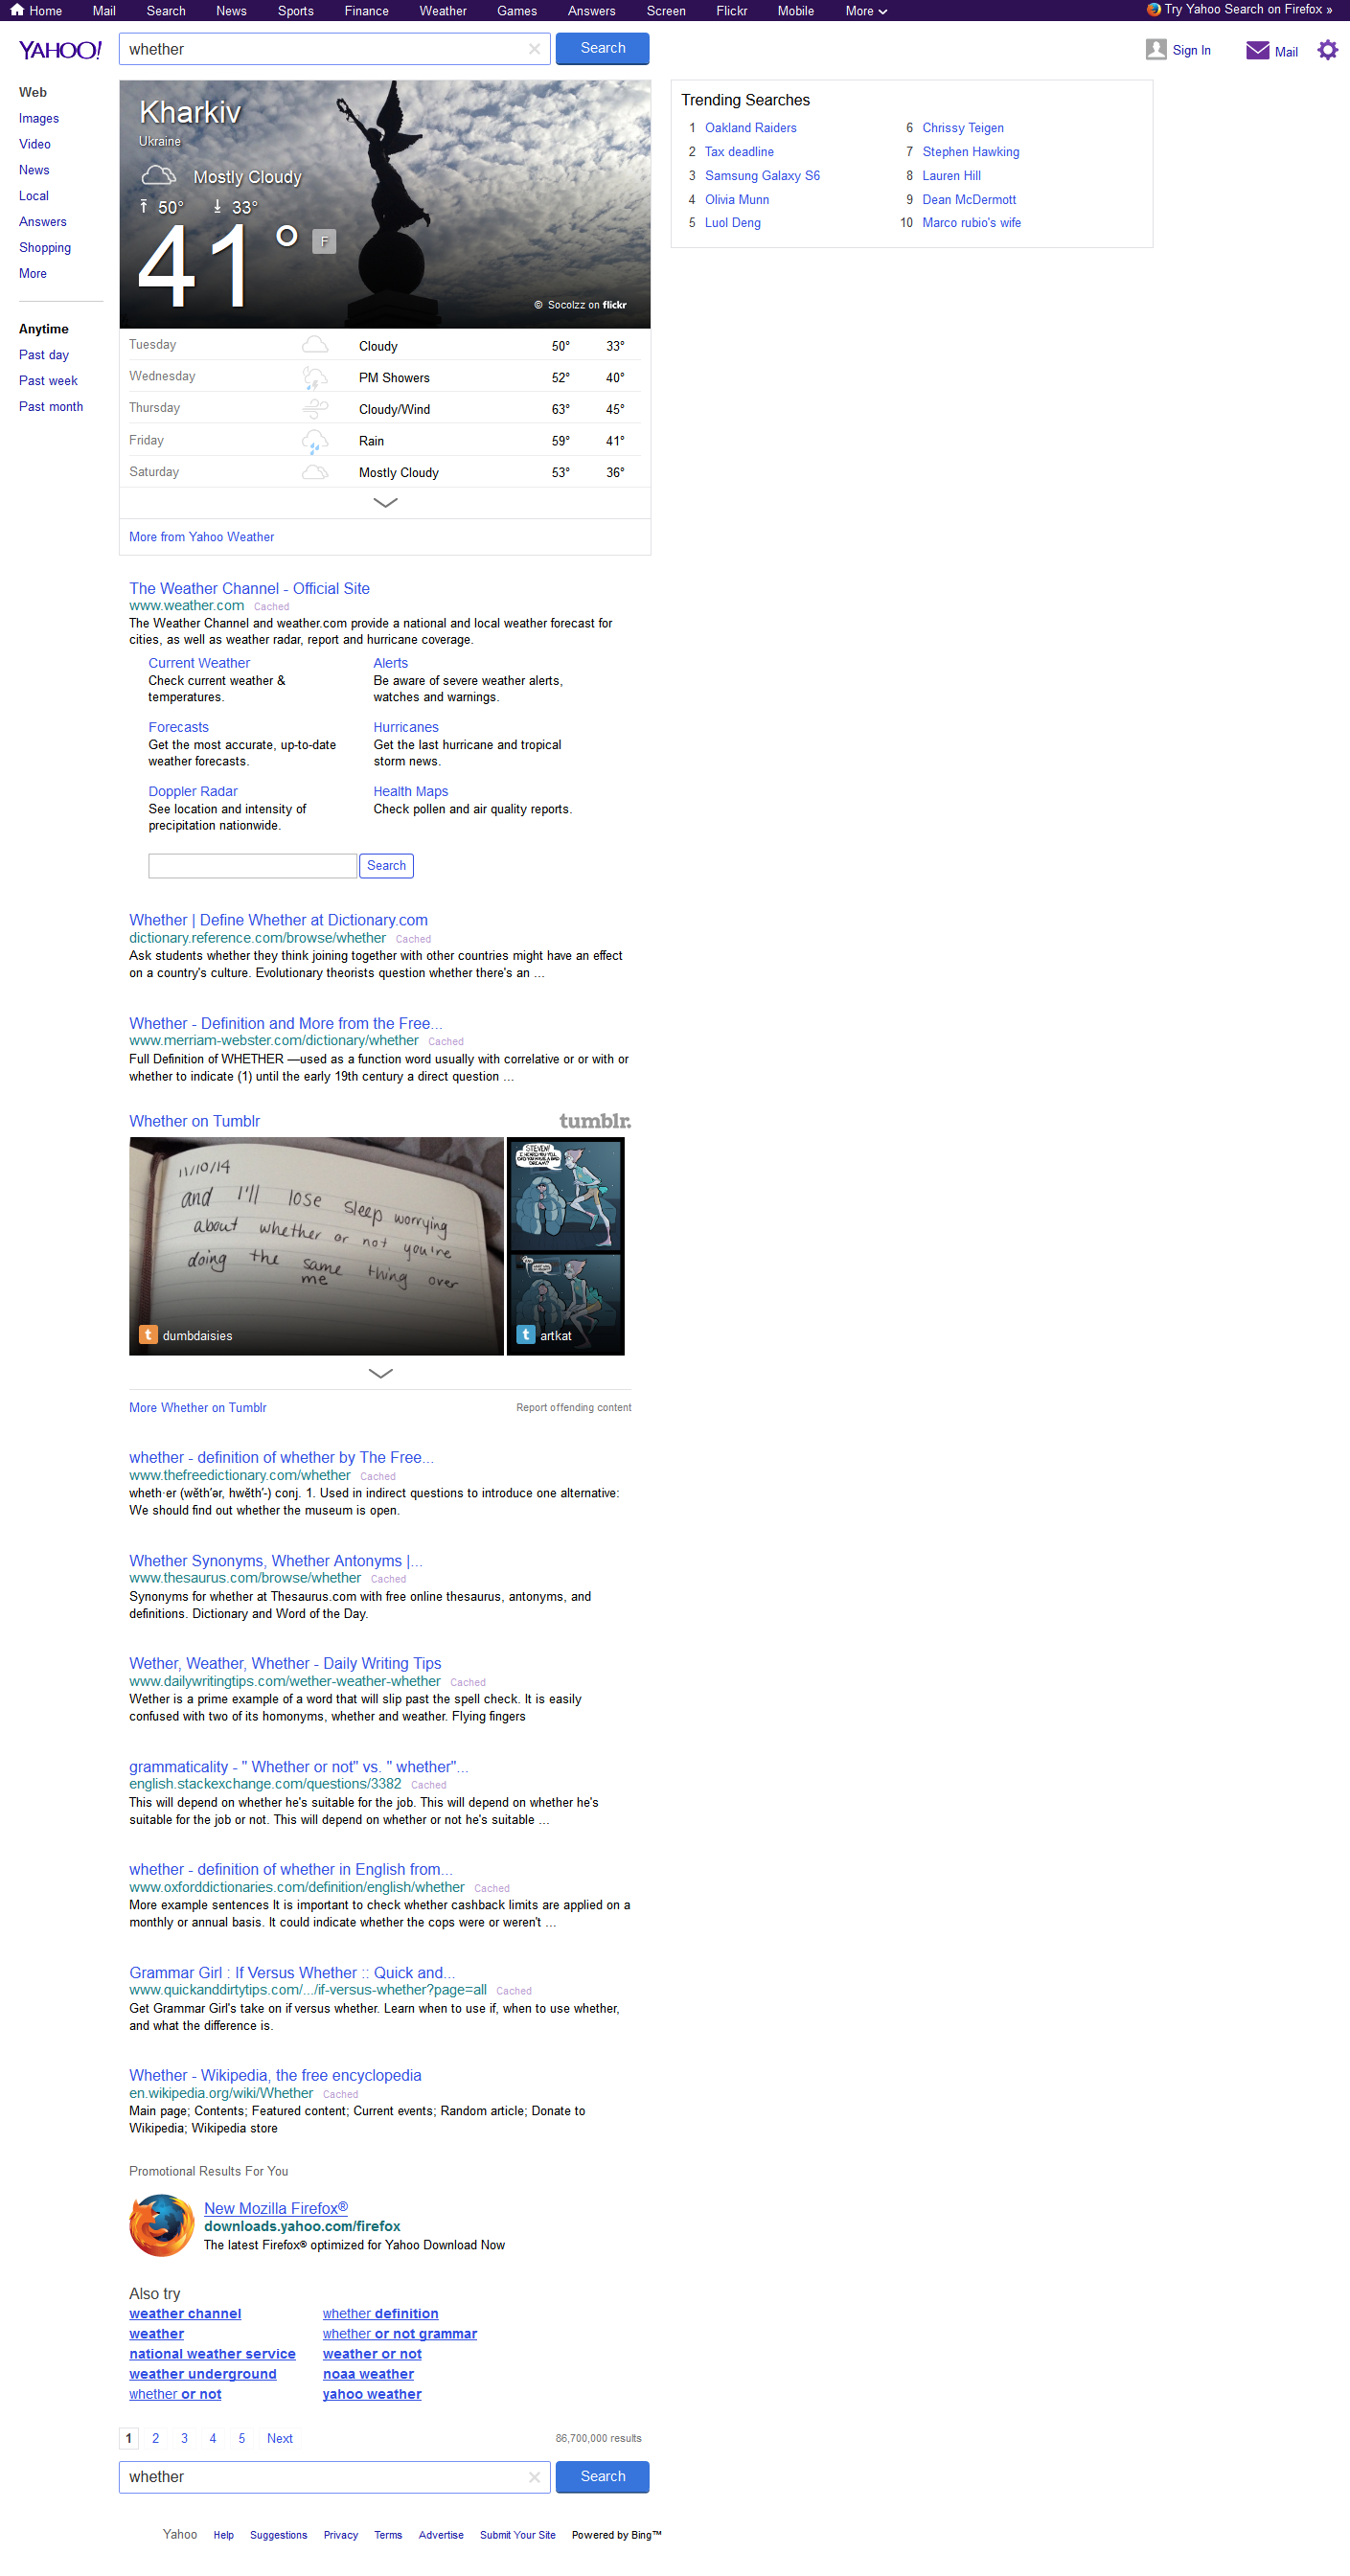 Home Mail Search News Sports Finance Weather Games Answers Screen Flickr Mobile More Try Yahoo Search on Firefox »
YAHOO! whether Search Sign In Mail
Web
Images
Video
News
Local
Answers
Shopping
More
Anytime
Past day
Past week
Past month
Kharkiv
Ukraine
Mostly Cloudy
50° 33°
41° F
© Socolzz on flickr
Tuesday Cloudy 50° 33°
Wednesday PM Showers 52° 40°
Thursday Cloudy/Wind 63° 45°
Friday Rain 59° 41°
Saturday Mostly Cloudy 53° 36°
More from Yahoo Weather
Trending Searches
1 Oakland Raiders
2 Tax deadline
3 Samsung Galaxy S6
4 Olivia Munn
5 Luol Deng
6 Chrissy Teigen
7 Stephen Hawking
8 Lauren Hill
9 Dean McDermott
10 Marco rubio's wife
The Weather Channel - Official Site
www.weather.com Cached
The Weather Channel and weather.com provide a national and local weather forecast for
cities, as well as weather radar, report and hurricane coverage.
Current Weather
Check current weather &
temperatures.
Alerts
Be aware of severe weather alerts,
watches and warnings.
Forecasts
Get the most accurate, up-to-date
weather forecasts.
Hurricanes
Get the last hurricane and tropical
storm news.
Doppler Radar
See location and intensity of
precipitation nationwide.
Health Maps
Check pollen and air quality reports.
Search
Whether | Define Whether at Dictionary.com
dictionary.reference.com/browse/whether Cached
Ask students whether they think joining together with other countries might have an effect
on a country's culture. Evolutionary theorists question whether there's an ...
Whether - Definition and More from the Free...
www.merriam-webster.com/dictionary/whether Cached
Full Definition of WHETHER —used as a function word usually with correlative or or with or
whether to indicate (1) until the early 19th century a direct question ...
Whether on Tumblr tumblr.
11/10/14
and I'll lose sleep worrying
about whether or not you're
doing the same thing over
me
dumbdaisies
STEVEN!
I HEARD YOU YELL.
DID YOU HAVE A BAD
DREAM?
artkat
More Whether on Tumblr Report offending content
whether - definition of whether by The Free...
www.thefreedictionary.com/whether Cached
wheth·er (wĕth′ər, hwĕth′-) conj. 1. Used in indirect questions to introduce one alternative:
We should find out whether the museum is open.
Whether Synonyms, Whether Antonyms |...
www.thesaurus.com/browse/whether Cached
Synonyms for whether at Thesaurus.com with free online thesaurus, antonyms, and
definitions. Dictionary and Word of the Day.
Wether, Weather, Whether - Daily Writing Tips
www.dailywritingtips.com/wether-weather-whether Cached
Wether is a prime example of a word that will slip past the spell check. It is easily
confused with two of its homonyms, whether and weather. Flying fingers
grammaticality - " Whether or not" vs. " whether"...
english.stackexchange.com/questions/3382 Cached
This will depend on whether he's suitable for the job. This will depend on whether he's
suitable for the job or not. This will depend on whether or not he's suitable ...
whether - definition of whether in English from...
www.oxforddictionaries.com/definition/english/whether Cached
More example sentences It is important to check whether cashback limits are applied on a
monthly or annual basis. It could indicate whether the cops were or weren't ...
Grammar Girl : If Versus Whether :: Quick and...
www.quickanddirtytips.com/.../if-versus-whether?page=all Cached
Get Grammar Girl's take on if versus whether. Learn when to use if, when to use whether,
and what the difference is.
Whether - Wikipedia, the free encyclopedia
en.wikipedia.org/wiki/Whether Cached
Main page; Contents; Featured content; Current events; Random article; Donate to
Wikipedia; Wikipedia store
Promotional Results For You
New Mozilla Firefox®
downloads.yahoo.com/firefox
The latest Firefox® optimized for Yahoo Download Now
Also try
weather channel whether definition
weather whether or not grammar
national weather service weather or not
weather underground noaa weather
whether or not yahoo weather
1 2 3 4 5 Next 86,700,000 results
whether Search
Yahoo Help Suggestions Privacy Terms Advertise Submit Your Site Powered by Bing™